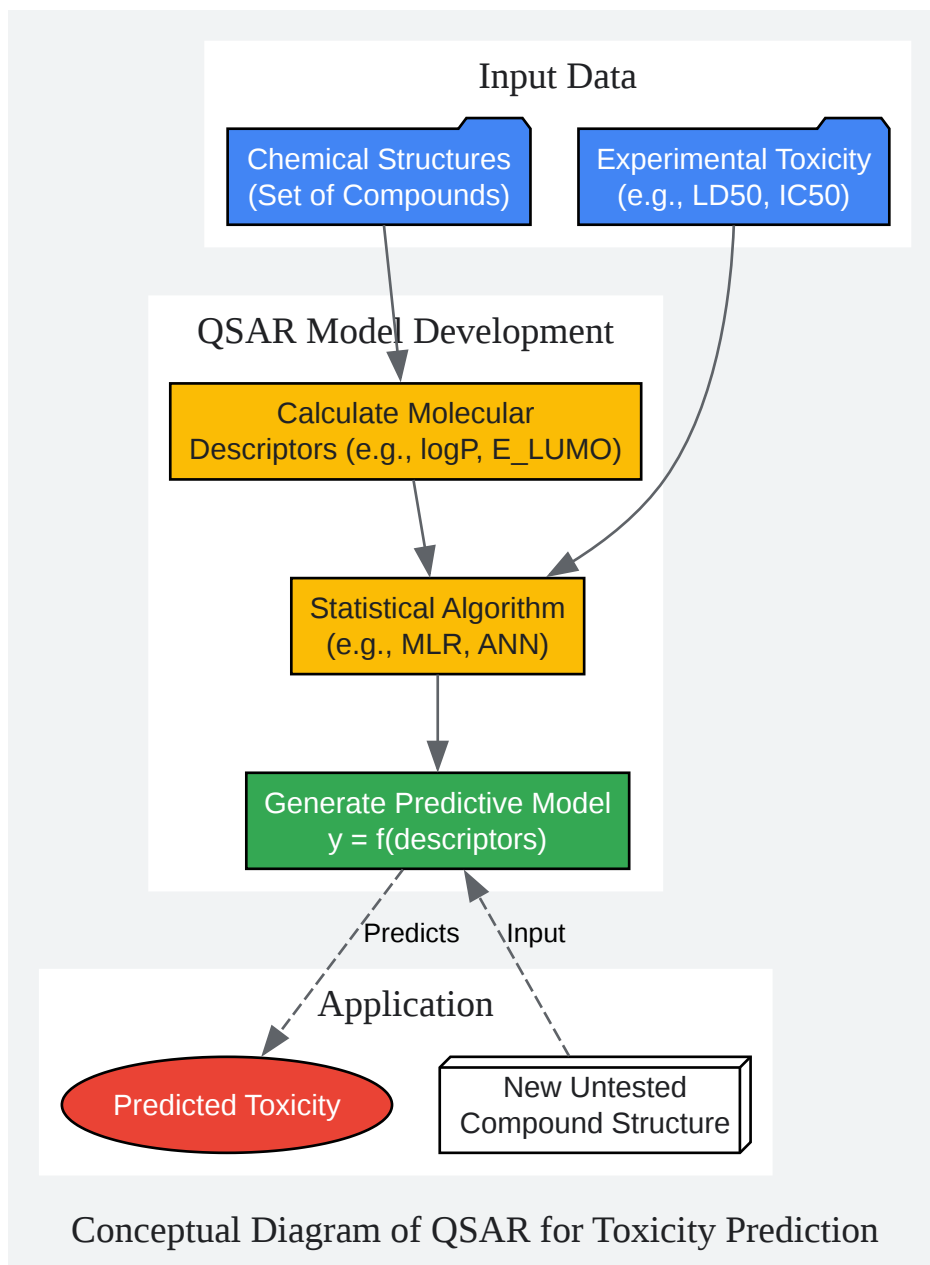 Input Data
Chemical Structures
(Set of Compounds)
Experimental Toxicity
(e.g., LD50, IC50)
QSAR Model Development
Calculate Molecular
Descriptors (e.g., logP, E_LUMO)
Statistical Algorithm
(e.g., MLR, ANN)
Generate Predictive Model
y = f(descriptors)
Predicts
Input
Application
Predicted Toxicity
New Untested
Compound Structure
Conceptual Diagram of QSAR for Toxicity Prediction